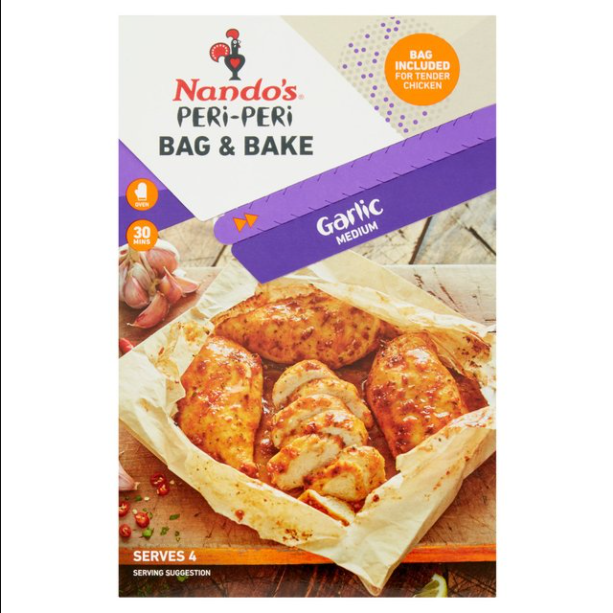 Nando's®
PERi-PERi
BAG & BAKE
BAG
INCLUDED
FOR TENDER
CHICKEN
OVEN
30
MINS
Garlic
MEDIUM
SERVES 4
SERVING SUGGESTION